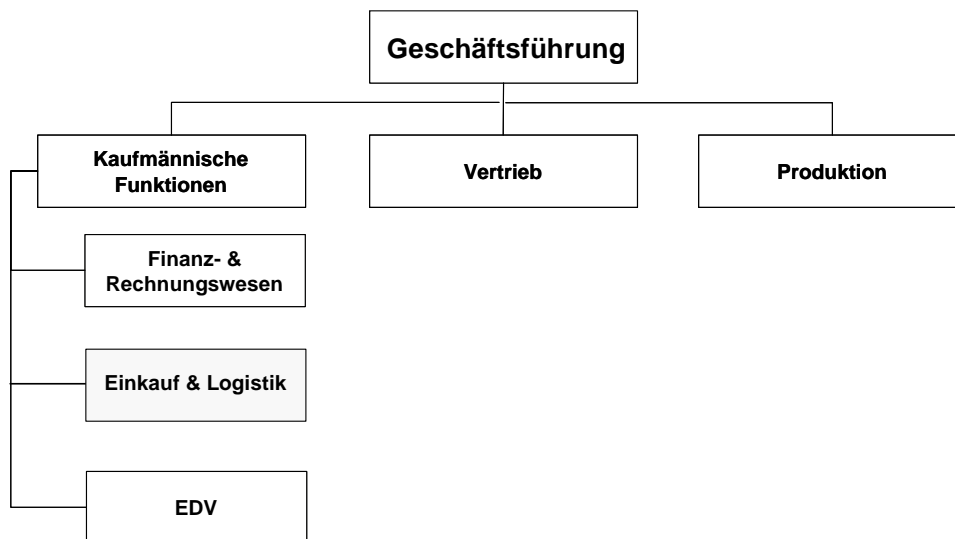 Geschäftsführung
Kaufmännische
Funktionen
Vertrieb
Produktion
Finanz- &
Rechnungswesen
Einkauf & Logistik
EDV